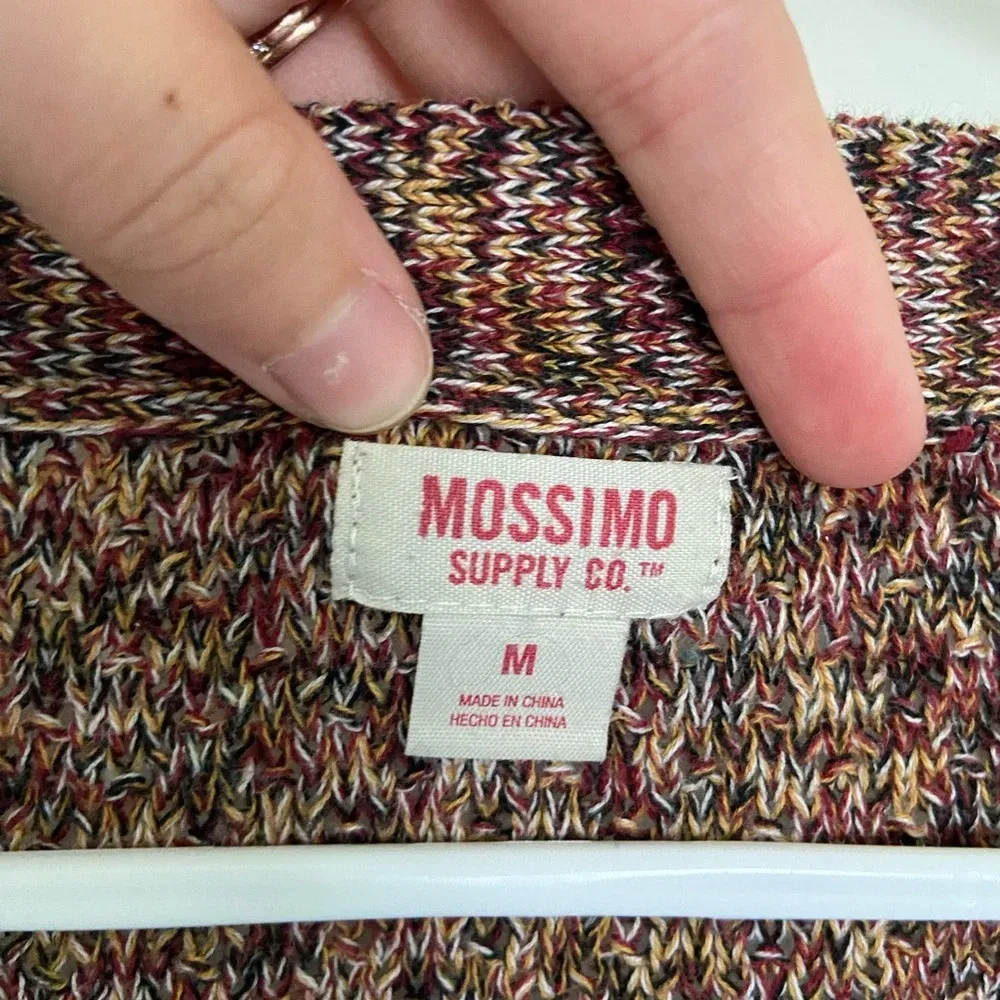 MOSSIMO
SUPPLY CO.™
M
MADE IN CHINA
HECHO EN CHINA